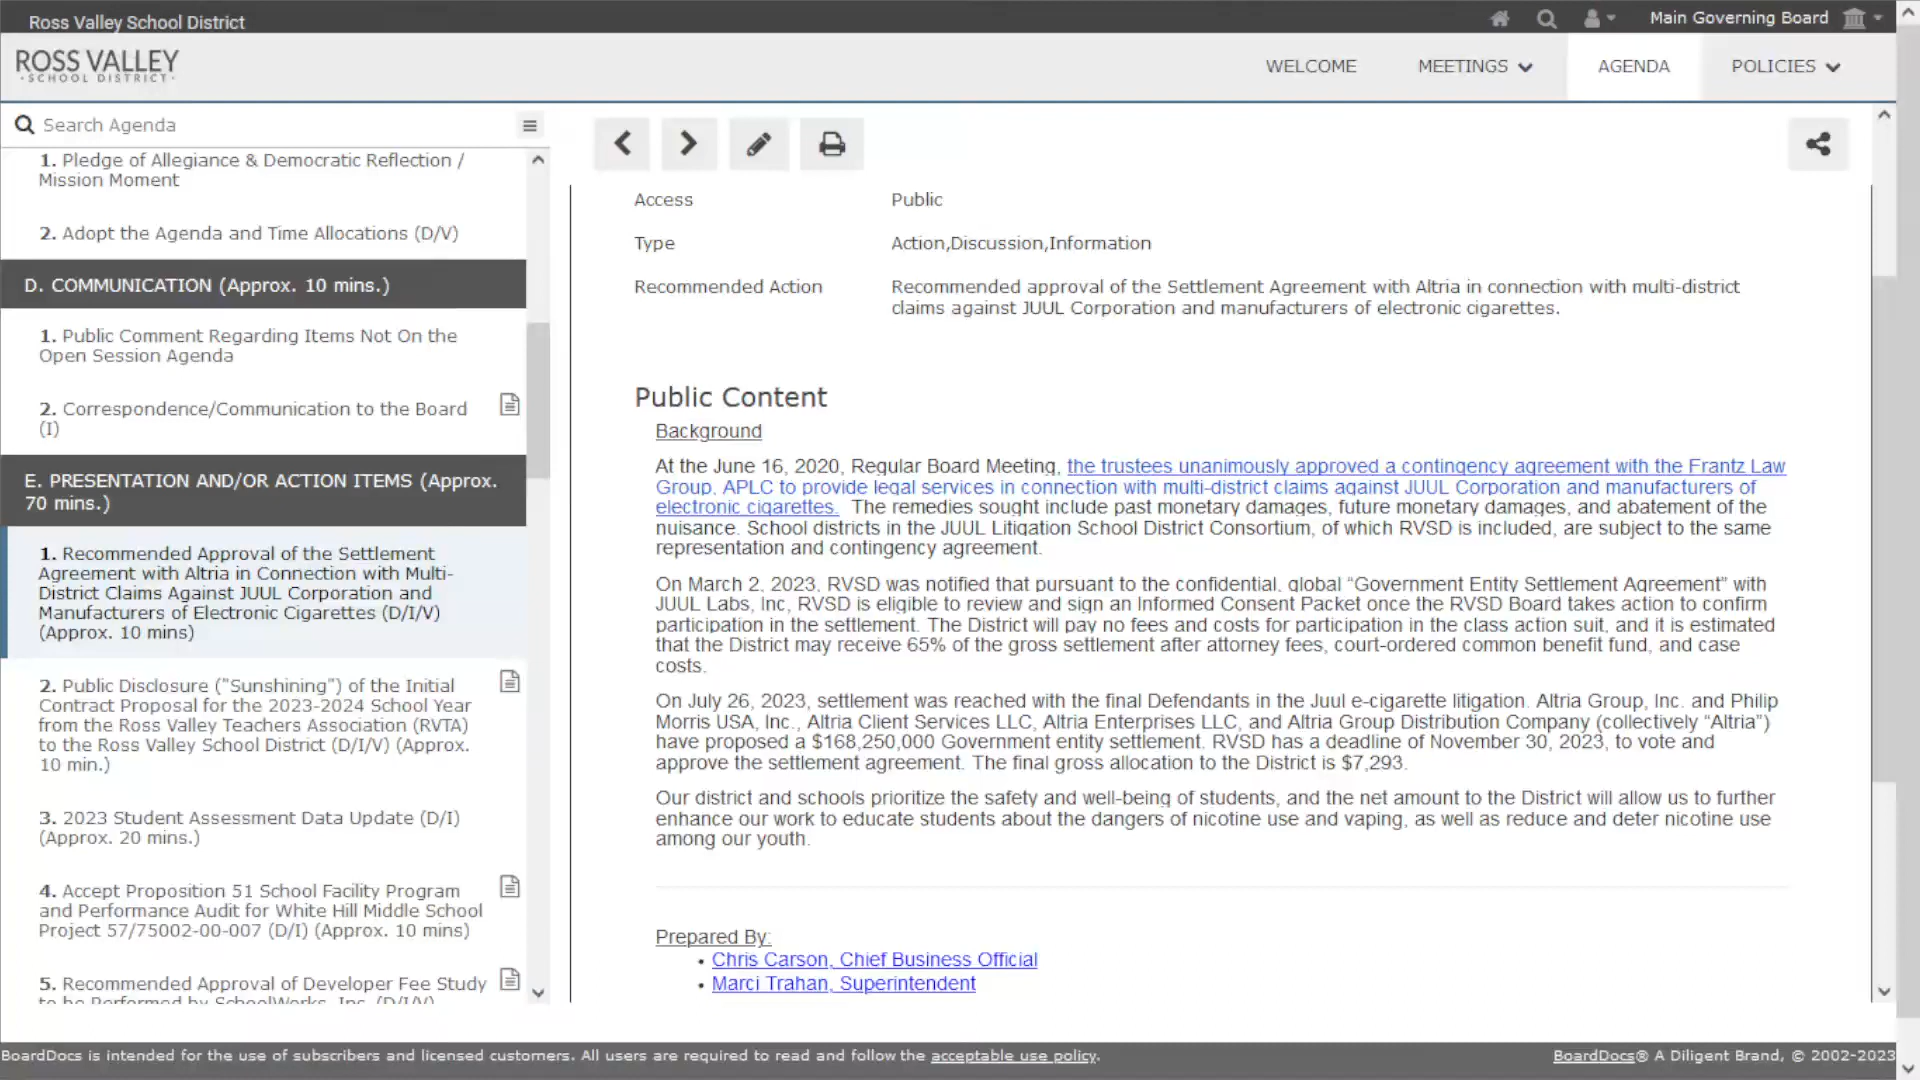 Ross Valley School District
Main Governing Board
ROSS VALLEY
·SCHOOL DISTRICT·
WELCOME
MEETINGS
AGENDA
POLICIES
Search Agenda
1. Pledge of Allegiance & Democratic Reflection /
Mission Moment
2. Adopt the Agenda and Time Allocations (D/V)
D. COMMUNICATION (Approx. 10 mins.)
1. Public Comment Regarding Items Not On the
Open Session Agenda
2. Correspondence/Communication to the Board
(I)
E. PRESENTATION AND/OR ACTION ITEMS (Approx.
70 mins.)
1. Recommended Approval of the Settlement
Agreement with Altria in Connection with Multi-
District Claims Against JUUL Corporation and
Manufacturers of Electronic Cigarettes (D/I/V)
(Approx. 10 mins)
2. Public Disclosure ("Sunshining") of the Initial
Contract Proposal for the 2023-2024 School Year
from the Ross Valley Teachers Association (RVTA)
to the Ross Valley School District (D/I/V) (Approx.
10 min.)
3. 2023 Student Assessment Data Update (D/I)
(Approx. 20 mins.)
4. Accept Proposition 51 School Facility Program
and Performance Audit for White Hill Middle School
Project 57/75002-00-007 (D/I) (Approx. 10 mins)
5. Recommended Approval of Developer Fee Study
to be Performed by SchoolWorks, Inc. (D/I/V)
Access Public
Type Action,Discussion,Information
Recommended Action Recommended approval of the Settlement Agreement with Altria in connection with multi-district
claims against JUUL Corporation and manufacturers of electronic cigarettes.
Public Content
Background
At the June 16, 2020, Regular Board Meeting, the trustees unanimously approved a contingency agreement with the Frantz Law
Group, APLC to provide legal services in connection with multi-district claims against JUUL Corporation and manufacturers of
electronic cigarettes. The remedies sought include past monetary damages, future monetary damages, and abatement of the
nuisance. School districts in the JUUL Litigation School District Consortium, of which RVSD is included, are subject to the same
representation and contingency agreement.
On March 2, 2023, RVSD was notified that pursuant to the confidential, global “Government Entity Settlement Agreement” with
JUUL Labs, Inc, RVSD is eligible to review and sign an Informed Consent Packet once the RVSD Board takes action to confirm
participation in the settlement. The District will pay no fees and costs for participation in the class action suit, and it is estimated
that the District may receive 65% of the gross settlement after attorney fees, court-ordered common benefit fund, and case
costs.
On July 26, 2023, settlement was reached with the final Defendants in the Juul e-cigarette litigation. Altria Group, Inc. and Philip
Morris USA, Inc., Altria Client Services LLC, Altria Enterprises LLC, and Altria Group Distribution Company (collectively “Altria”)
have proposed a $168,250,000 Government entity settlement. RVSD has a deadline of November 30, 2023, to vote and
approve the settlement agreement. The final gross allocation to the District is $7,293.
Our district and schools prioritize the safety and well-being of students, and the net amount to the District will allow us to further
enhance our work to educate students about the dangers of nicotine use and vaping, as well as reduce and deter nicotine use
among our youth.
Prepared By:
• Chris Carson, Chief Business Official
• Marci Trahan, Superintendent
BoardDocs is intended for the use of subscribers and licensed customers. All users are required to read and follow the acceptable use policy.
BoardDocs® A Diligent Brand, © 2002-2023